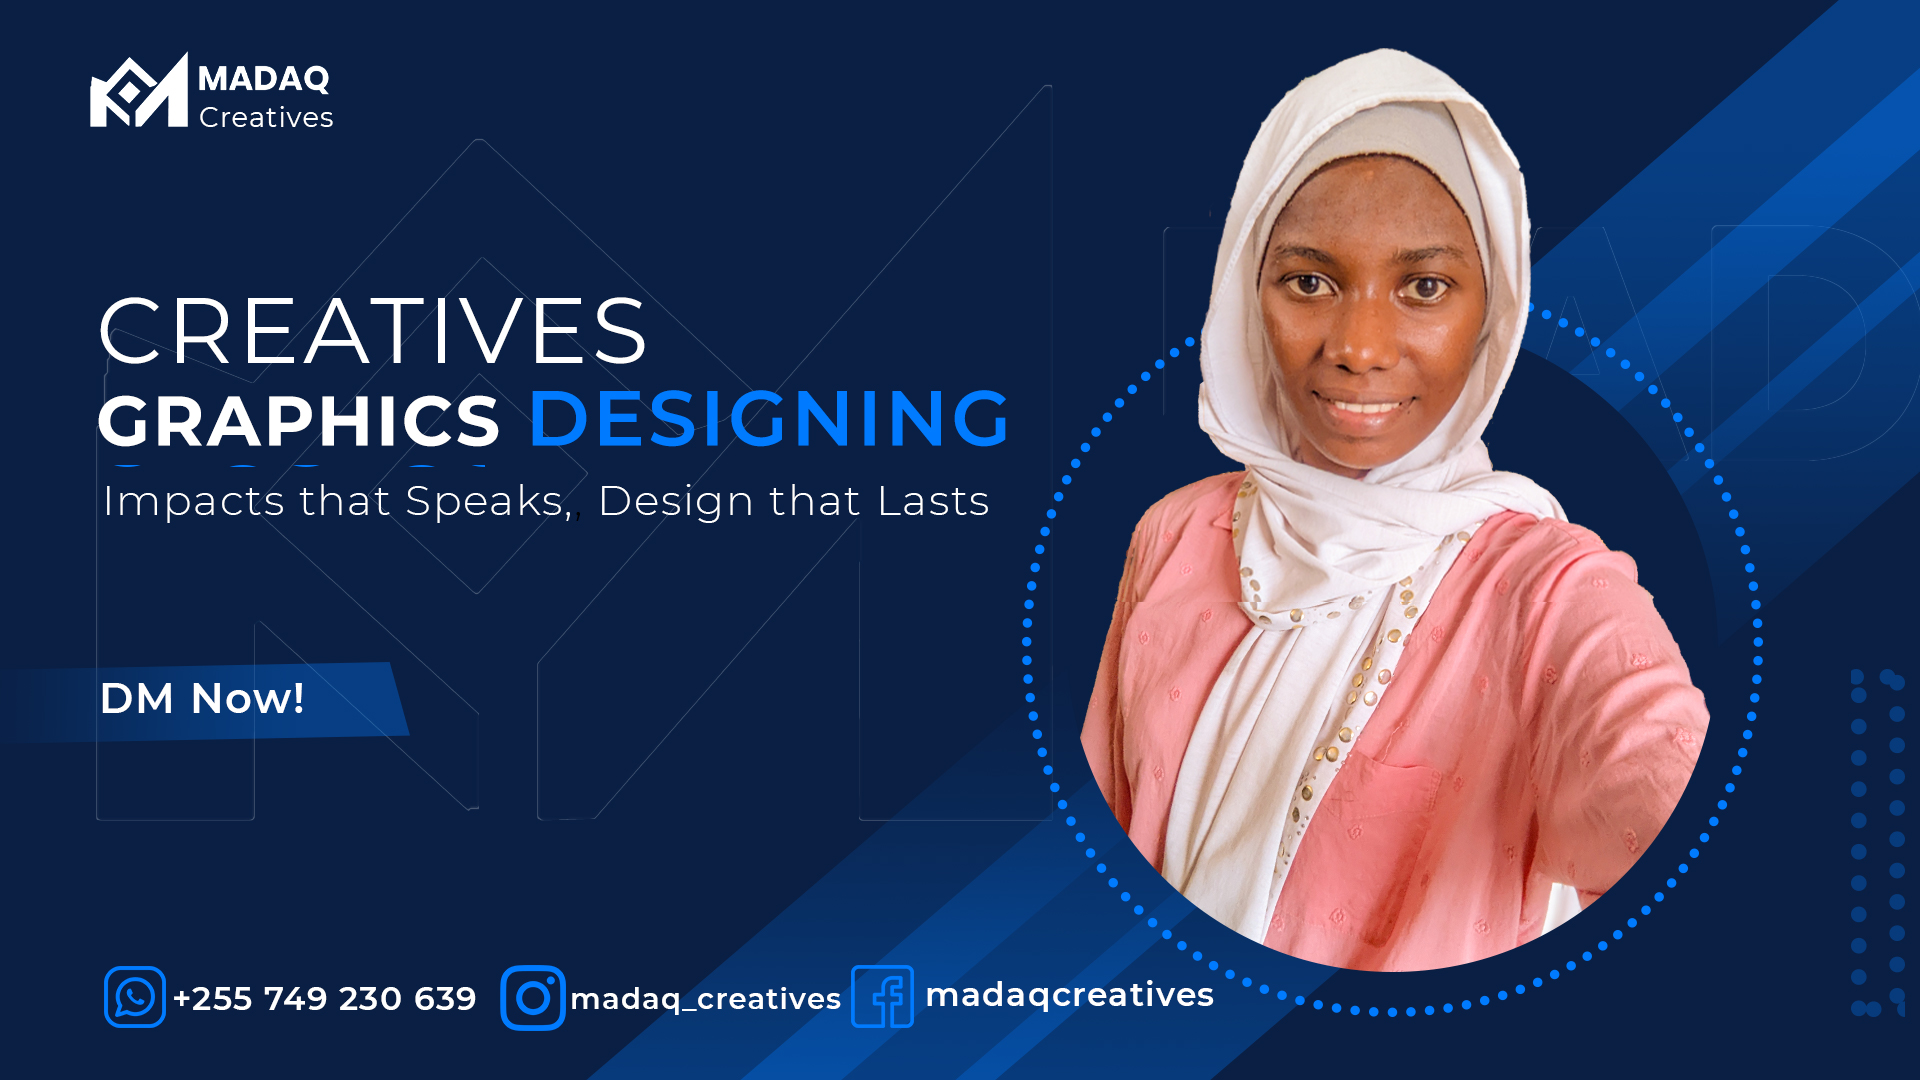 MADAQ
Creatives
CREATIVES
GRAPHICS DESIGNING
Impacts that Speaks,, Design that Lasts
DM Now!
+255 749 230 639 madaq_creatives madaqcreatives